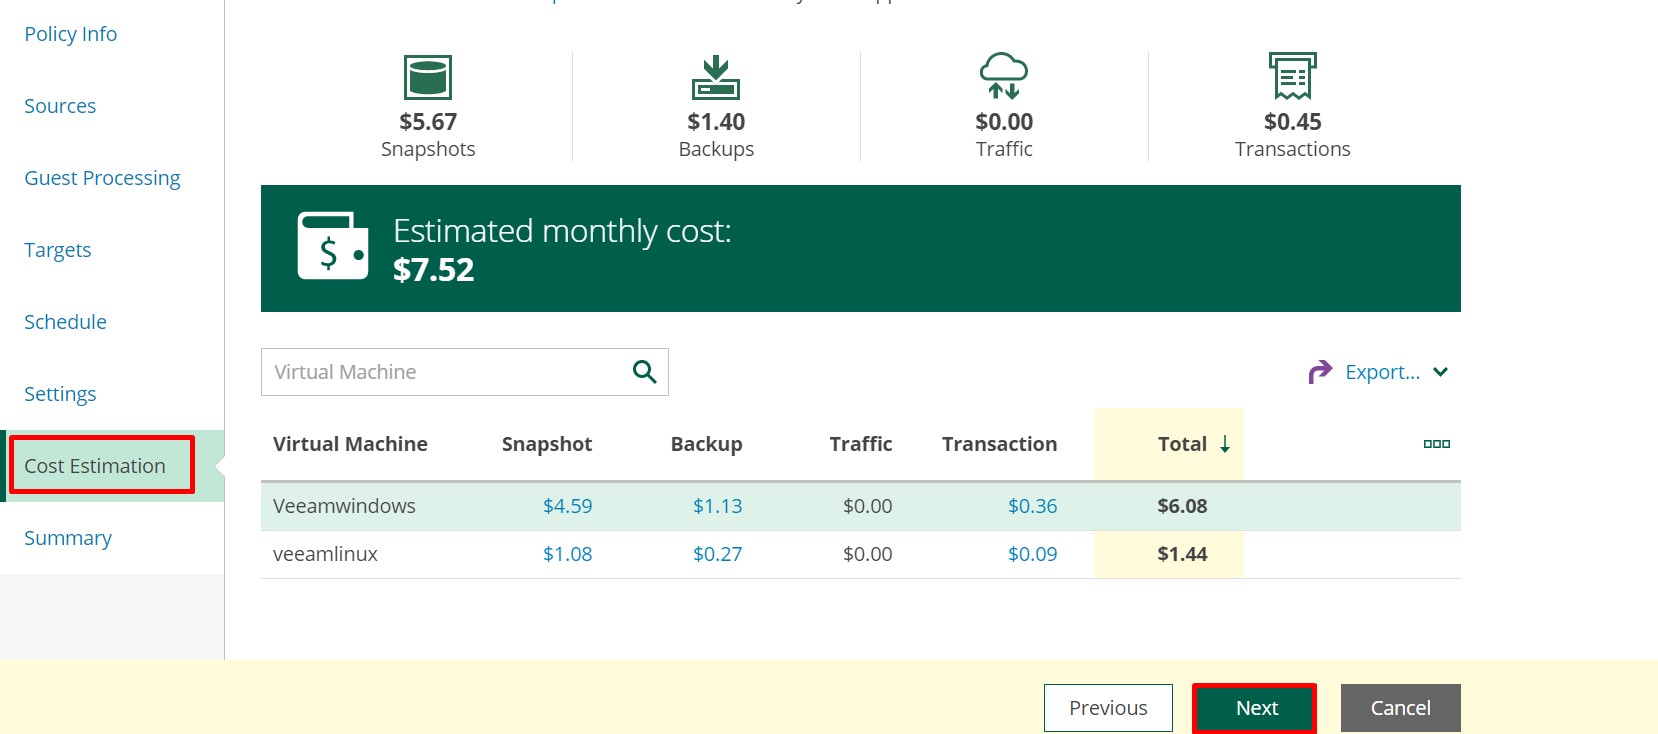 Policy Info
Sources
Guest Processing
Targets
Schedule
Settings
Cost Estimation
Summary
$5.67
Snapshots
$1.40
Backups
$0.00
Traffic
$0.45
Transactions
$
Estimated monthly cost:
$7.52
Virtual Machine
Export...
Virtual Machine Snapshot Backup Traffic Transaction Total
Veeamwindows $4.59 $1.13 $0.00 $0.36 $6.08
veeamlinux $1.08 $0.27 $0.00 $0.09 $1.44
Previous Next Cancel